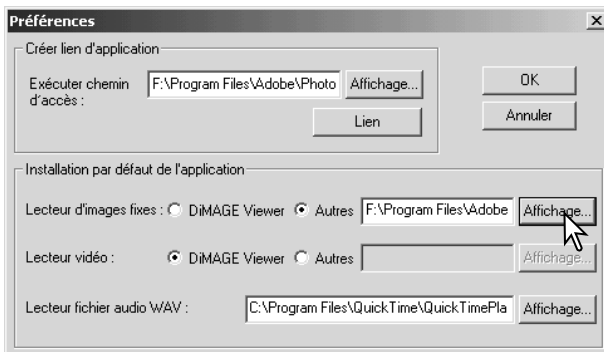 Préférences
Créer lien d'application
Exécuter chemin d'accès : F:\Program Files\Adobe\Photo Affichage...
Lien
OK
Annuler
Installation par défaut de l'application
Lecteur d'images fixes : DiMAGE Viewer Autres F:\Program Files\Adobe Affichage...
Lecteur vidéo : DiMAGE Viewer Autres Affichage...
Lecteur fichier audio WAV : C:\Program Files\QuickTime\QuickTimePla Affichage...